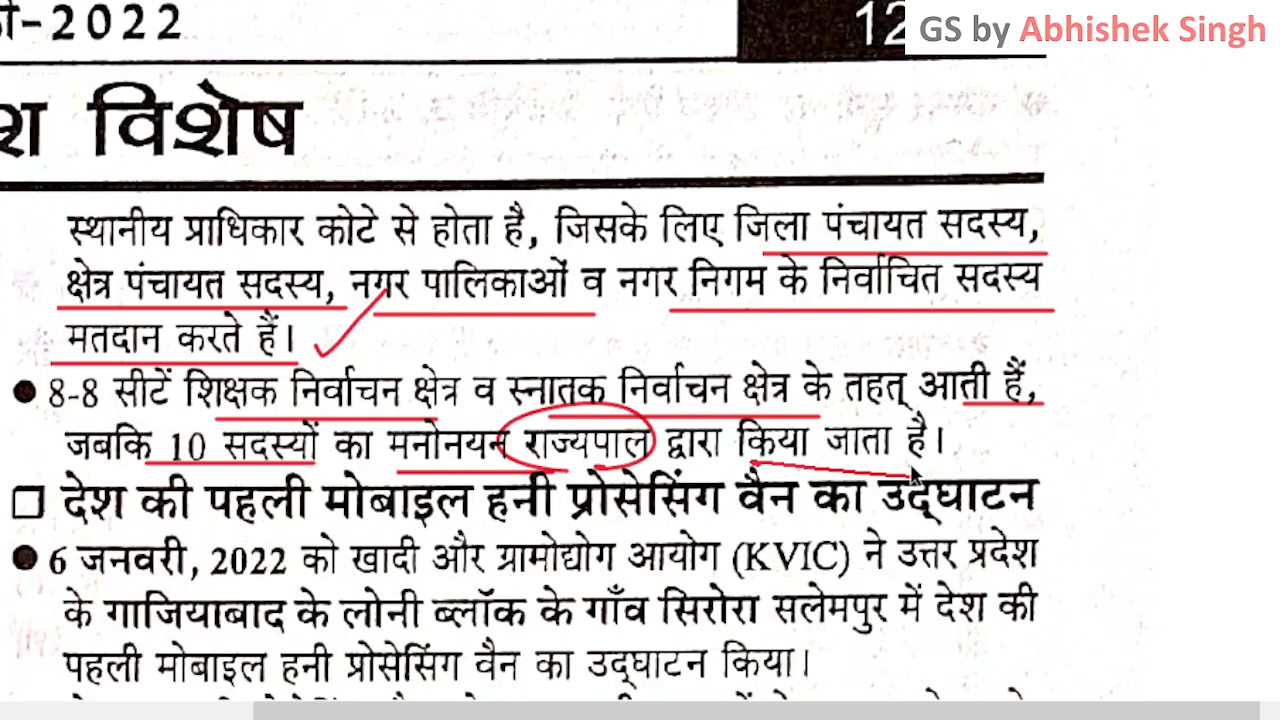 -2022
12
GS by Abhishek Singh
विशेष
स्थानीय प्राधिकार कोटे से होता है, जिसके लिए जिला पंचायत सदस्य,
क्षेत्र पंचायत सदस्य, नगर पालिकाओं व नगर निगम के निर्वाचित सदस्य
मतदान करते हैं।
● 8-8 सीटें शिक्षक निर्वाचन क्षेत्र व स्नातक निर्वाचन क्षेत्र के तहत् आती हैं,
जबकि 10 सदस्यों का मनोनयन राज्यपाल द्वारा किया जाता है।
□ देश की पहली मोबाइल हनी प्रोसेसिंग वैन का उद्घाटन
● 6 जनवरी, 2022 को खादी और ग्रामोद्योग आयोग (KVIC) ने उत्तर प्रदेश
के गाजियाबाद के लोनी ब्लॉक के गाँव सिरोरा सलेमपुर में देश की
पहली मोबाइल हनी प्रोसेसिंग वैन का उद्घाटन किया।